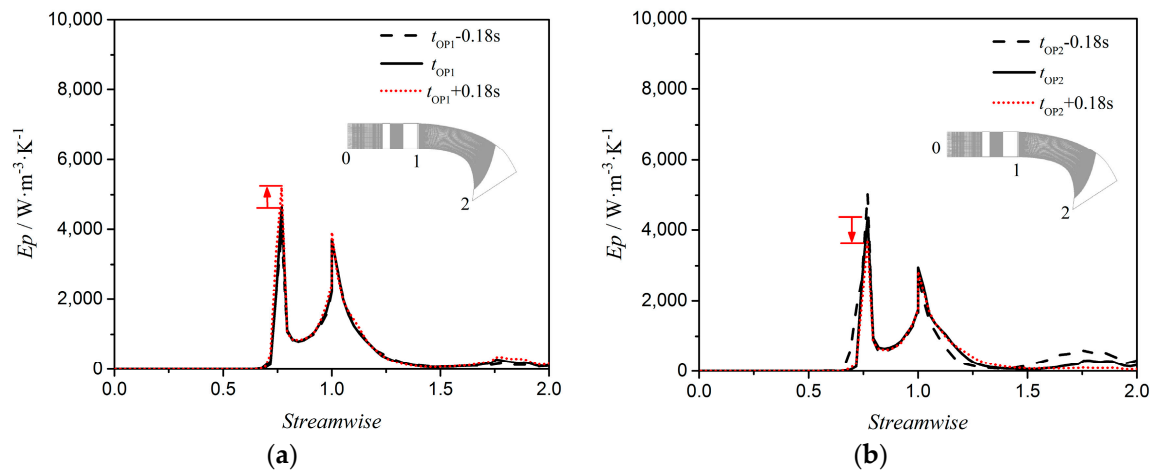 10,000
8,000
6,000
4,000
2,000
0
Ep / W·m⁻³·K⁻¹
t_OP1-0.18s
t_OP1
t_OP1+0.18s
0
1
2
0.0 0.5 1.0 1.5 2.0
Streamwise
(a)
10,000
8,000
6,000
4,000
2,000
0
Ep / W·m⁻³·K⁻¹
t_OP2-0.18s
t_OP2
t_OP2+0.18s
0
1
2
0.0 0.5 1.0 1.5 2.0
Streamwise
(b)